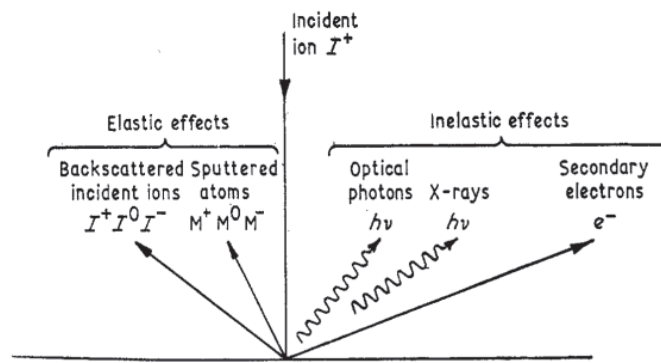 Incident
ion I⁺
Elastic effects
Inelastic effects
Backscattered
incident ions
I⁺ I⁰ I⁻
Sputtered
atoms
M⁺ M⁰ M⁻
Optical
photons
hν
X-rays
hν
Secondary
electrons
e⁻